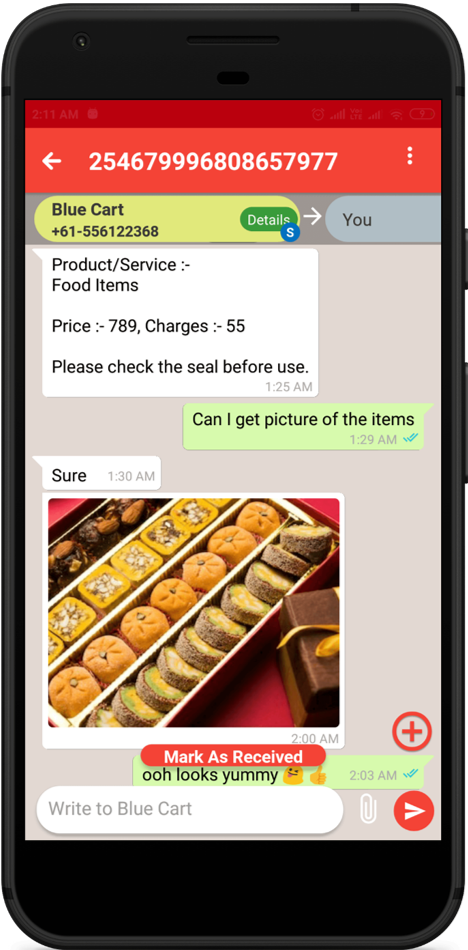 2:11 AM
254679996808657977
Blue Cart
+61-556122368
Details
S
You
Product/Service :-
Food Items
Price :- 789, Charges :- 55
Please check the seal before use.
1:25 AM
Can I get picture of the items
1:29 AM
Sure 1:30 AM
2:00 AM
Mark As Received
ooh looks yummy 😋👍 2:03 AM
Write to Blue Cart